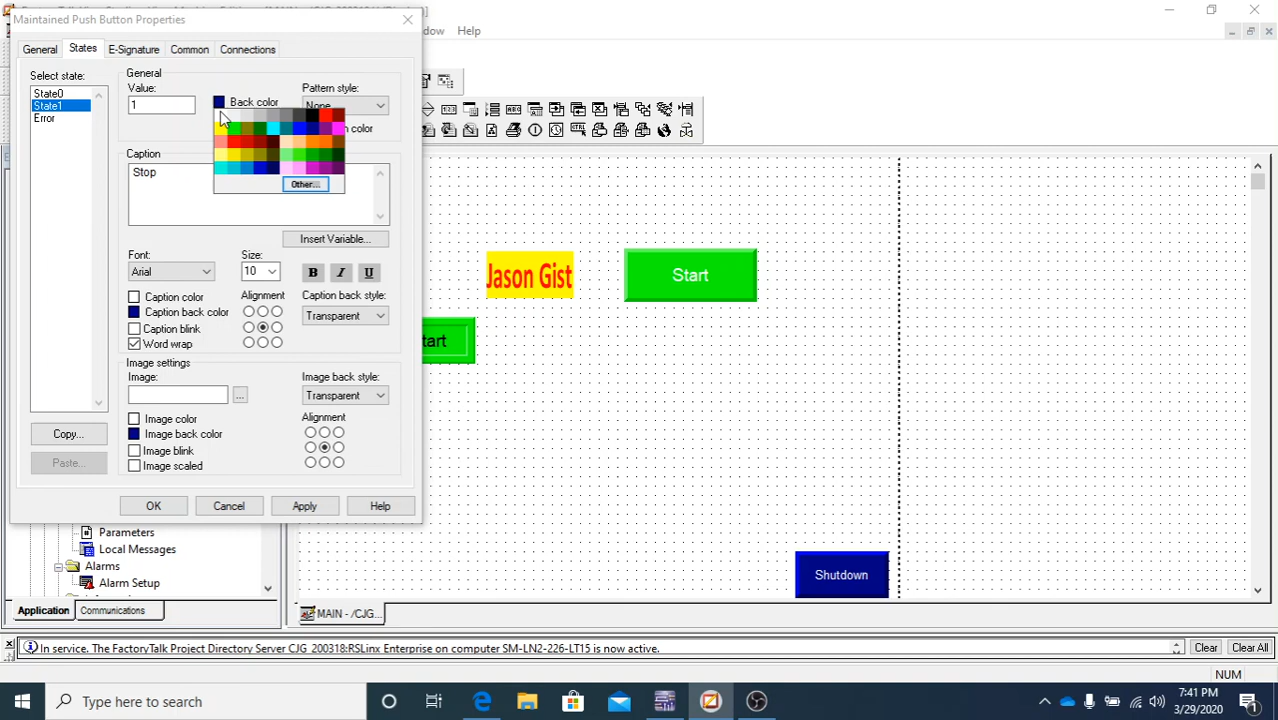 Maintained Push Button Properties
Help
General States E-Signature Common Connections
Select state:
State0
State1
Error
General
Value:
1
Back color
Pattern style:
None
Caption
Stop
Other...
Insert Variable...
Font:
Arial
Size:
10
B I U
Caption color
Caption back color
Caption blink
Word wrap
Alignment
Caption back style:
Transparent
Image settings
Image:
...
Image back style:
Transparent
Image color
Image back color
Image blink
Image scaled
Alignment
Copy...
Paste...
OK Cancel Apply Help
Jason Gist
Start
Shutdown
Parameters
Local Messages
Alarms
Alarm Setup
Application Communications
MAIN - /CJG...
In service. The FactoryTalk Project Directory Server CJG_200318:RSLinx Enterprise on computer SM-LN2-226-LT15 is now active.
Clear Clear All
NUM
Type here to search
7:41 PM
3/29/2020
1